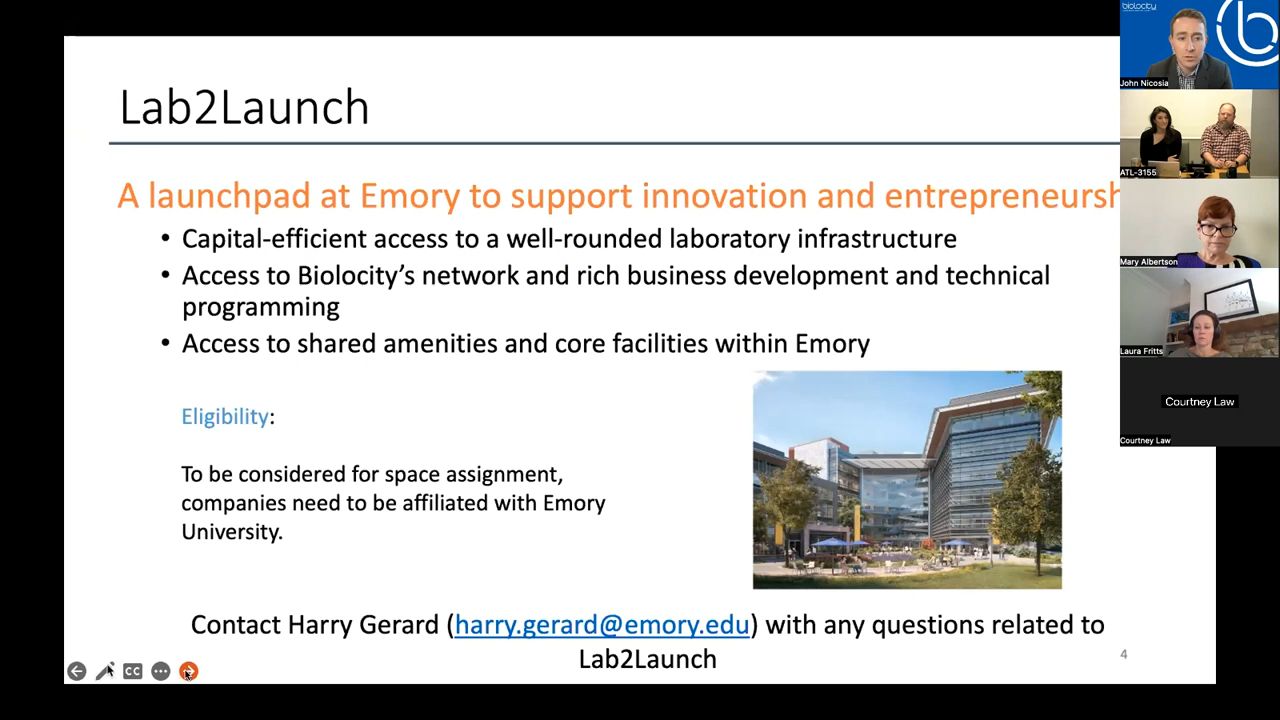 Lab2Launch
A launchpad at Emory to support innovation and entrepreneursh
• Capital-efficient access to a well-rounded laboratory infrastructure
• Access to Biolocity’s network and rich business development and technical
programming
• Access to shared amenities and core facilities within Emory
Eligibility:
To be considered for space assignment,
companies need to be affiliated with Emory
University.
Contact Harry Gerard (harry.gerard@emory.edu) with any questions related to
Lab2Launch
4
CC
biolocity
b
John Nicosia
ATL-3155
Mary Albertson
Laura Fritts
Courtney Law
Courtney Law